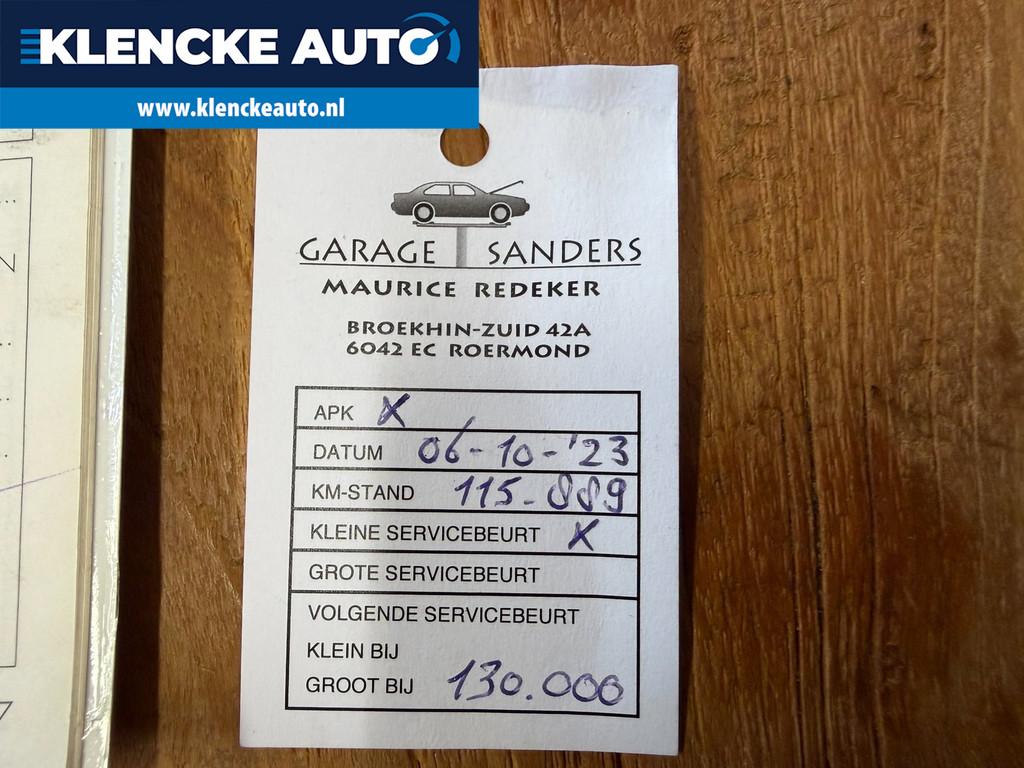 KLENCKE AUTO
www.klenckeauto.nl
GARAGE SANDERS
MAURICE REDEKER
BROEKHIN-ZUID 42A
6042 EC ROERMOND
APK X
DATUM 06-10-'23
KM-STAND 115-889
KLEINE SERVICEBEURT X
GROTE SERVICEBEURT
VOLGENDE SERVICEBEURT
KLEIN BIJ
GROOT BIJ 130.000